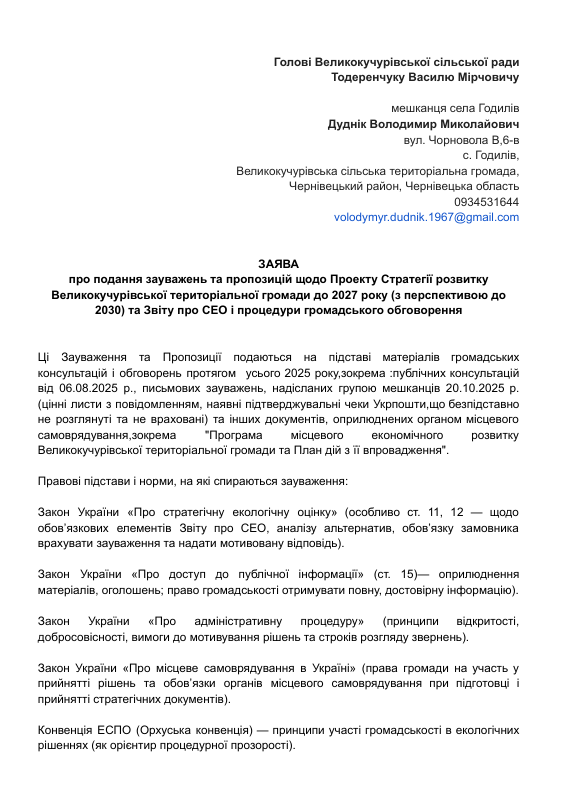 Голові Великокучурівської сільської ради
Тодеренчуку Василю Мірчовичу
мешканця села Годилів
Дуднік Володимир Миколайович
вул. Чорновола В,6-в
с. Годилів,
Великокучурівська сільська територіальна громада,
Чернівецький район, Чернівецька область
0934531644
volodymyr.dudnik.1967@gmail.com
ЗАЯВА
про подання зауважень та пропозицій щодо Проекту Стратегії розвитку
Великокучурівської територіальної громади до 2027 року (з перспективою до
2030) та Звіту про СЕО і процедури громадського обговорення
Ці Зауваження та Пропозиції подаються на підставі матеріалів громадських
консультацій і обговорень протягом усього 2025 року,зокрема :публічних консультацій
від 06.08.2025 р., письмових зауважень, надісланих групою мешканців 20.10.2025 р.
(цінні листи з повідомленням, наявні підтверджувальні чеки Укрпошти,що безпідставно
не розглянуті та не враховані) та інших документів, оприлюднених органом місцевого
самоврядування,зокрема "Програма місцевого економічного розвитку
Великокучурівської територіальної громади та План дій з її впровадження".
Правові підстави і норми, на які спираються зауваження:
Закон України «Про стратегічну екологічну оцінку» (особливо ст. 11, 12 — щодо
обов’язкових елементів Звіту про СЕО, аналізу альтернатив, обов’язку замовника
врахувати зауваження та надати мотивовану відповідь).
Закон України «Про доступ до публічної інформації» (ст. 15)— оприлюднення
матеріалів, оголошень; право громадськості отримувати повну, достовірну інформацію).
Закон України «Про адміністративну процедуру» (принципи відкритості,
добросовісності, вимоги до мотивування рішень та строків розгляду звернень).
Закон України «Про місцеве самоврядування в Україні» (права громади на участь у
прийнятті рішень та обов’язки органів місцевого самоврядування при підготовці і
прийнятті стратегічних документів).
Конвенція ЕСПО (Орхуська конвенція) — принципи участі громадськості в екологічних
рішеннях (як орієнтир процедурної прозорості).